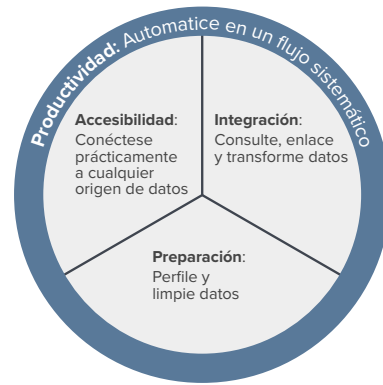 Productividad: Automatice en un flujo sistemático
Accesibilidad:
Conéctese
prácticamente
a cualquier
origen de datos
Integración:
Consulte, enlace
y transforme datos
Preparación:
Perfile y
limpie datos